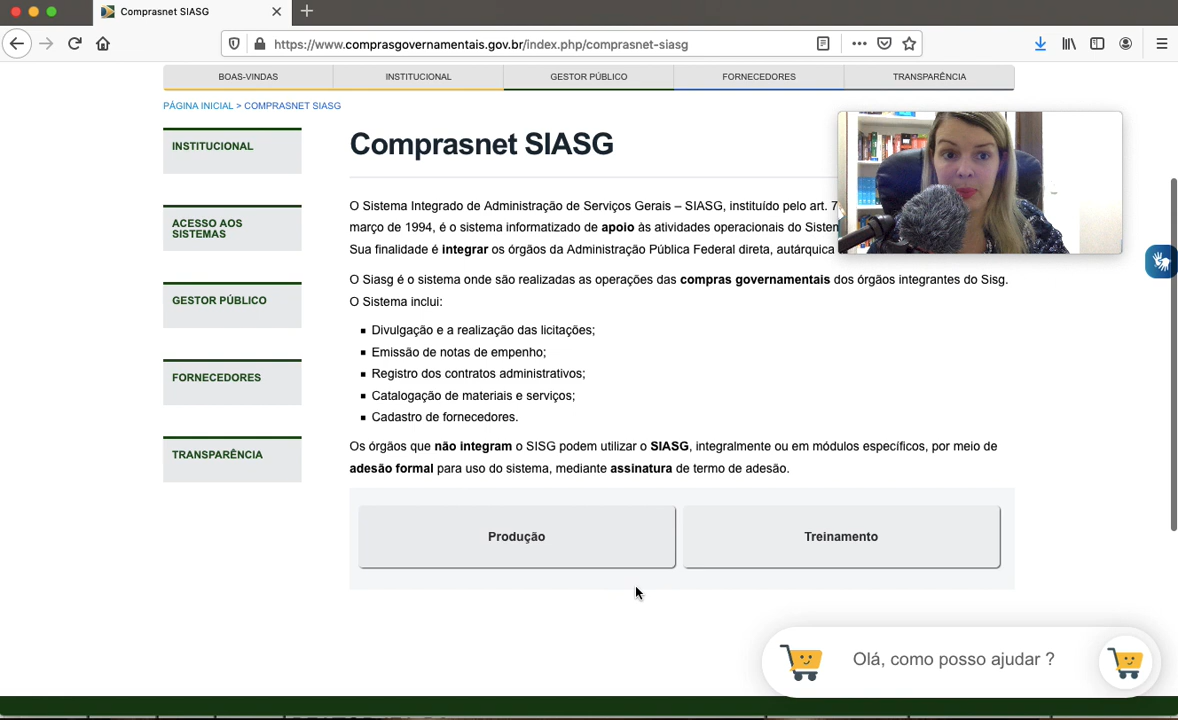 Comprasnet SIASG
https://www.comprasgovernamentais.gov.br/index.php/comprasnet-siasg
BOAS-VINDAS
INSTITUCIONAL
GESTOR PÚBLICO
FORNECEDORES
TRANSPARÊNCIA
PÁGINA INICIAL > COMPRASNET SIASG
INSTITUCIONAL
ACESSO AOS
SISTEMAS
GESTOR PÚBLICO
FORNECEDORES
TRANSPARÊNCIA
Comprasnet SIASG
O Sistema Integrado de Administração de Serviços Gerais – SIASG, instituído pelo art. 7
março de 1994, é o sistema informatizado de apoio às atividades operacionais do Sistem
Sua finalidade é integrar os órgãos da Administração Pública Federal direta, autárquica
O Siasg é o sistema onde são realizadas as operações das compras governamentais dos órgãos integrantes do Sisg.
O Sistema inclui:
▪ Divulgação e a realização das licitações;
▪ Emissão de notas de empenho;
▪ Registro dos contratos administrativos;
▪ Catalogação de materiais e serviços;
▪ Cadastro de fornecedores.
Os órgãos que não integram o SISG podem utilizar o SIASG, integralmente ou em módulos específicos, por meio de
adesão formal para uso do sistema, mediante assinatura de termo de adesão.
Produção
Treinamento
Olá, como posso ajudar ?